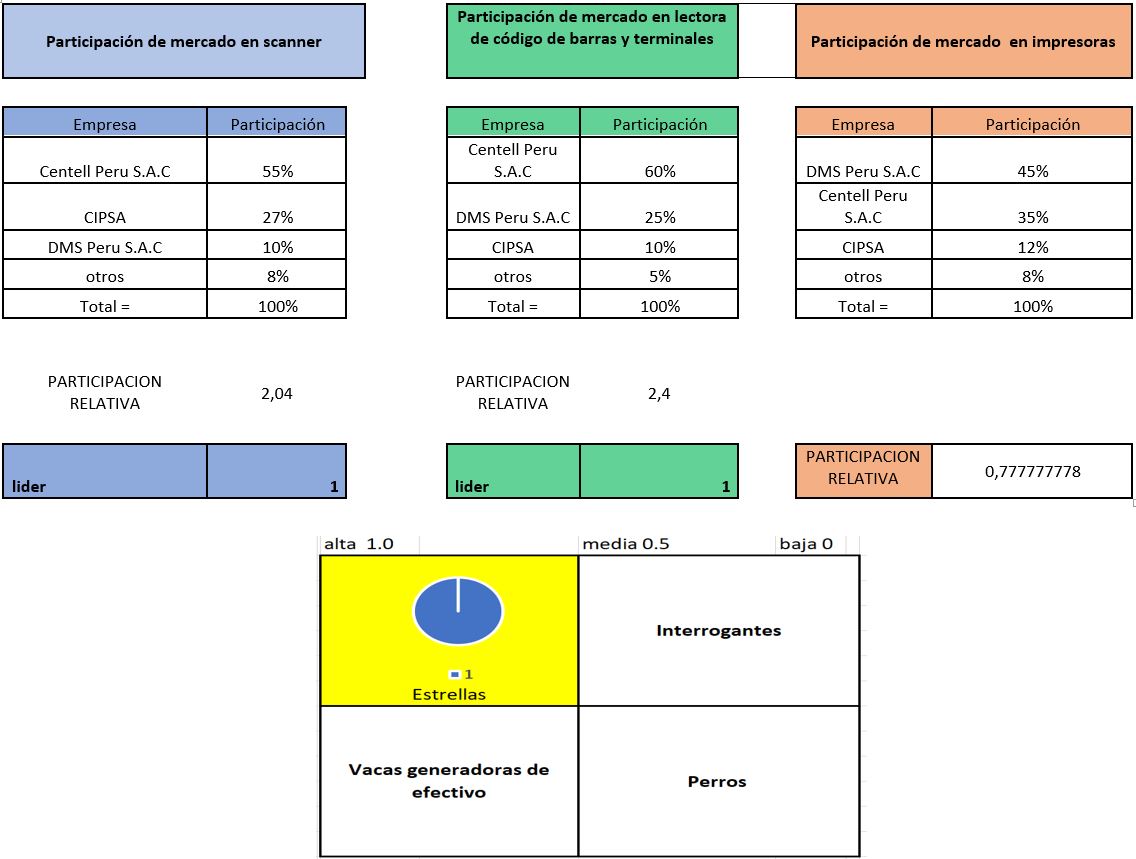 Participación de mercado en scanner
Participación de mercado en lectora
de código de barras y terminales
Participación de mercado  en impresoras
Empresa Participación
Centell Peru S.A.C 55%
CIPSA 27%
DMS Peru S.A.C 10%
otros 8%
Total = 100%
Empresa Participación
Centell Peru
S.A.C 60%
DMS Peru S.A.C 25%
CIPSA 10%
otros 5%
Total = 100%
Empresa Participación
DMS Peru S.A.C 45%
Centell Peru
S.A.C 35%
CIPSA 12%
otros 8%
Total = 100%
PARTICIPACION
RELATIVA 2,04
PARTICIPACION
RELATIVA 2,4
lider 1
lider 1
PARTICIPACION
RELATIVA 0,777777778
alta  1.0 media 0.5 baja 0
1
Estrellas
Interrogantes
Vacas generadoras de
efectivo
Perros